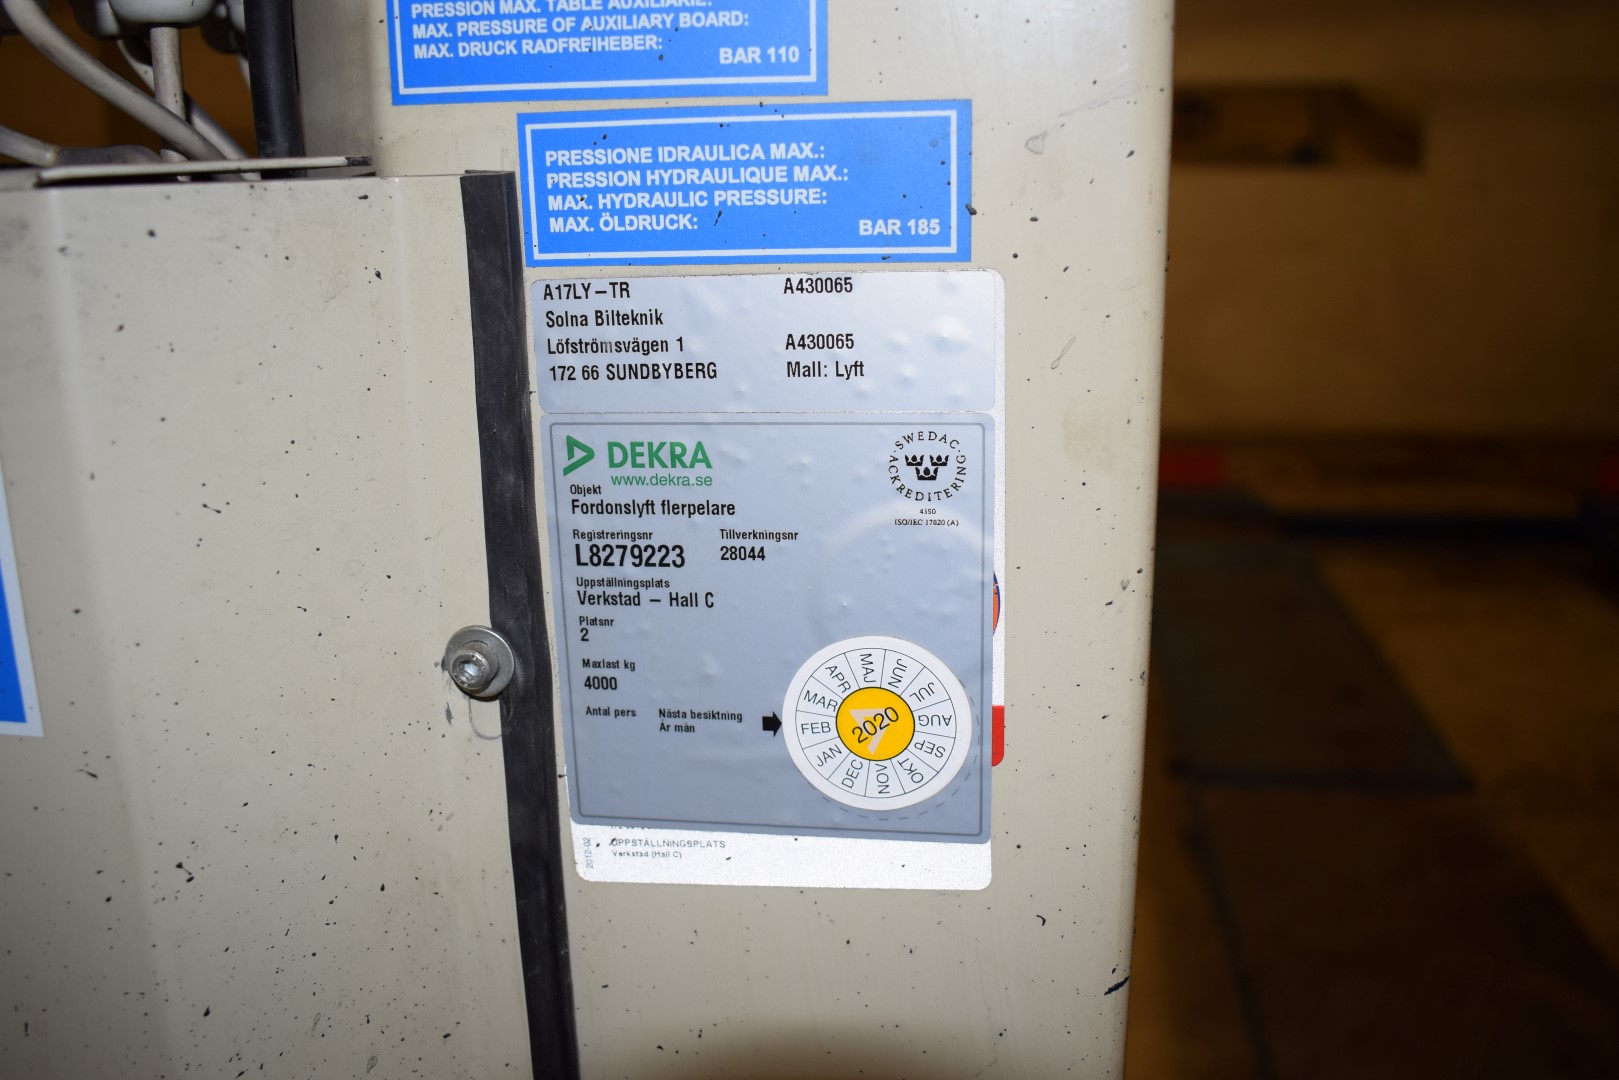 PRESSION MAX. TABLE AUXILIAIRE:
MAX. PRESSURE OF AUXILIARY BOARD:
MAX. DRUCK RADFREIHEBER:
BAR 110
PRESSIONE IDRAULICA MAX.:
PRESSION HYDRAULIQUE MAX.:
MAX. HYDRAULIC PRESSURE:
MAX. ÖLDRUCK:
BAR 185
A17LY-TR A430065
Solna Bilteknik
Löfströmsvägen 1 A430065
172 66 SUNDBYBERG Mall: Lyft
DEKRA
www.dekra.se
SWEDAC
ACKREDITERING
4350
ISO/IEC 17020 (A)
Objekt
Fordonslyft flerpelare
Registreringsnr Tillverkningsnr
L8279223 28044
Uppställningsplats
Verkstad – Hall C
Platsnr
2
Maxlast kg
4000
Antal pers Nästa besiktning
År mån
JAN FEB MAR APR MAJ JUN JUL AUG SEP OKT NOV DEC
2020
2012-02
UPPSTÄLLNINGSPLATS
Verkstad (Hall C)